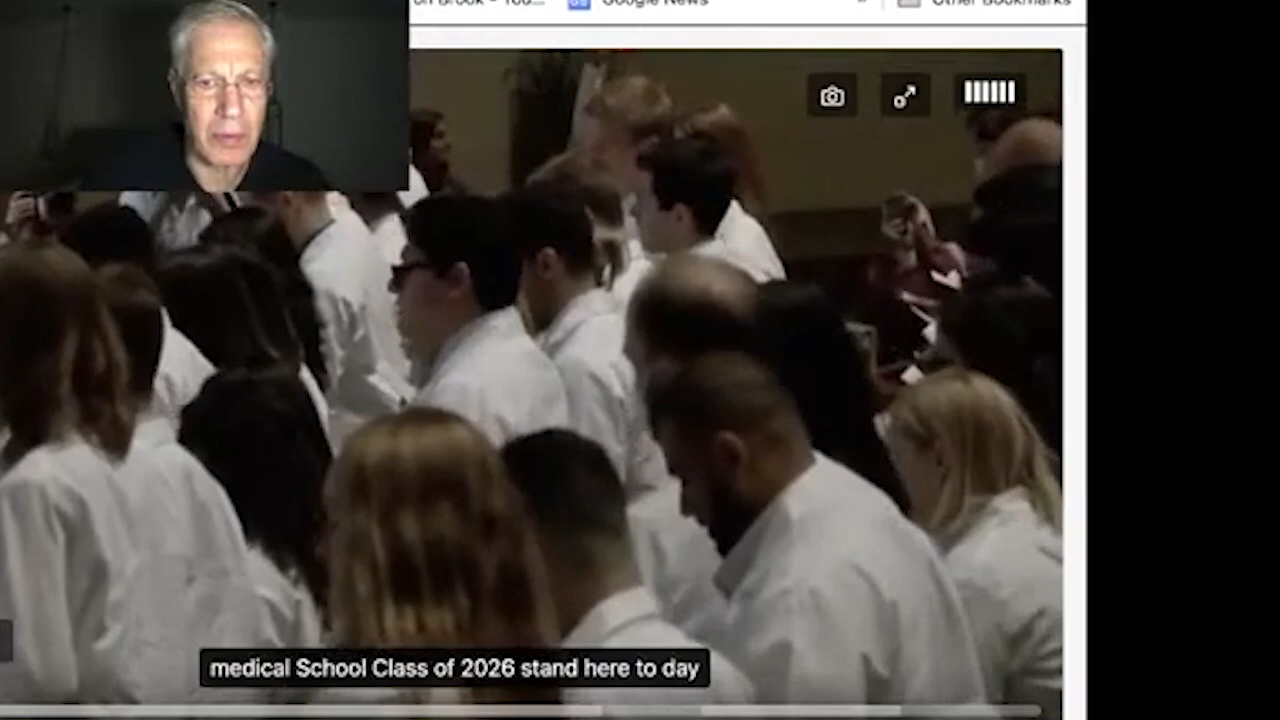 Google News
Other Bookmarks
medical School Class of 2026 stand here to day